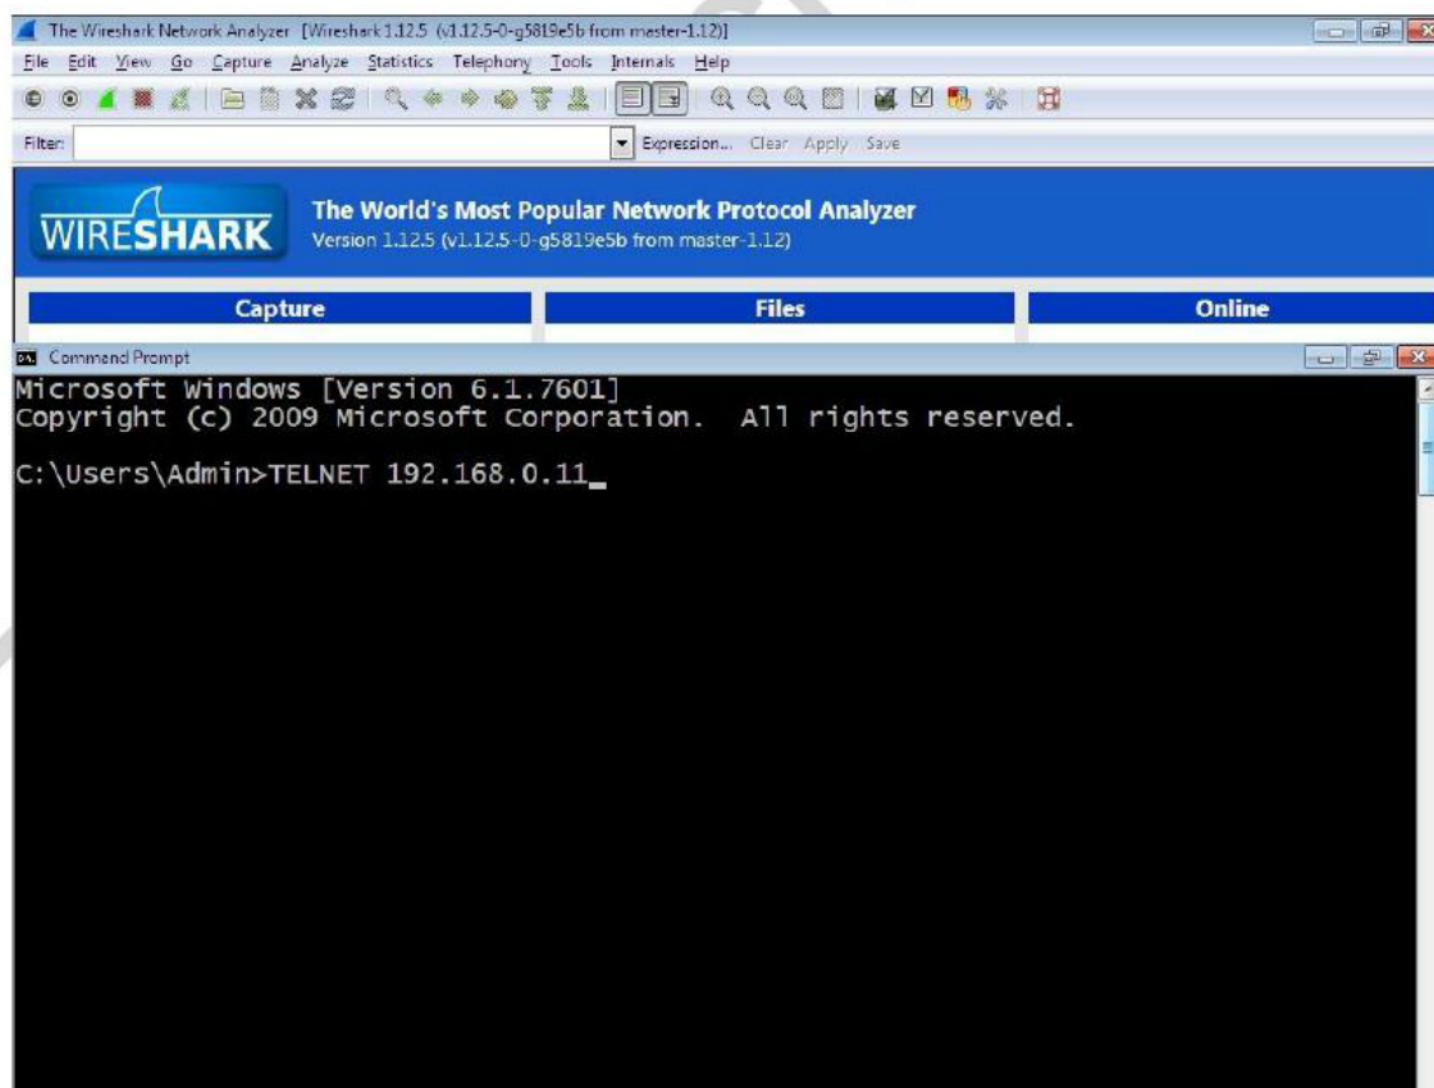 The Wireshark Network Analyzer [Wireshark 1.12.5 (v1.12.5-0-g5819e5b from master-1.12)]
File Edit View Go Capture Analyze Statistics Telephony Tools Internals Help
Filter: Expression... Clear Apply Save
WIRESHARK
The World's Most Popular Network Protocol Analyzer
Version 1.12.5 (v1.12.5-0-g5819e5b from master-1.12)
Capture Files Online
Command Prompt
Microsoft Windows [Version 6.1.7601]
Copyright (c) 2009 Microsoft Corporation. All rights reserved.
C:\Users\Admin>TELNET 192.168.0.11_